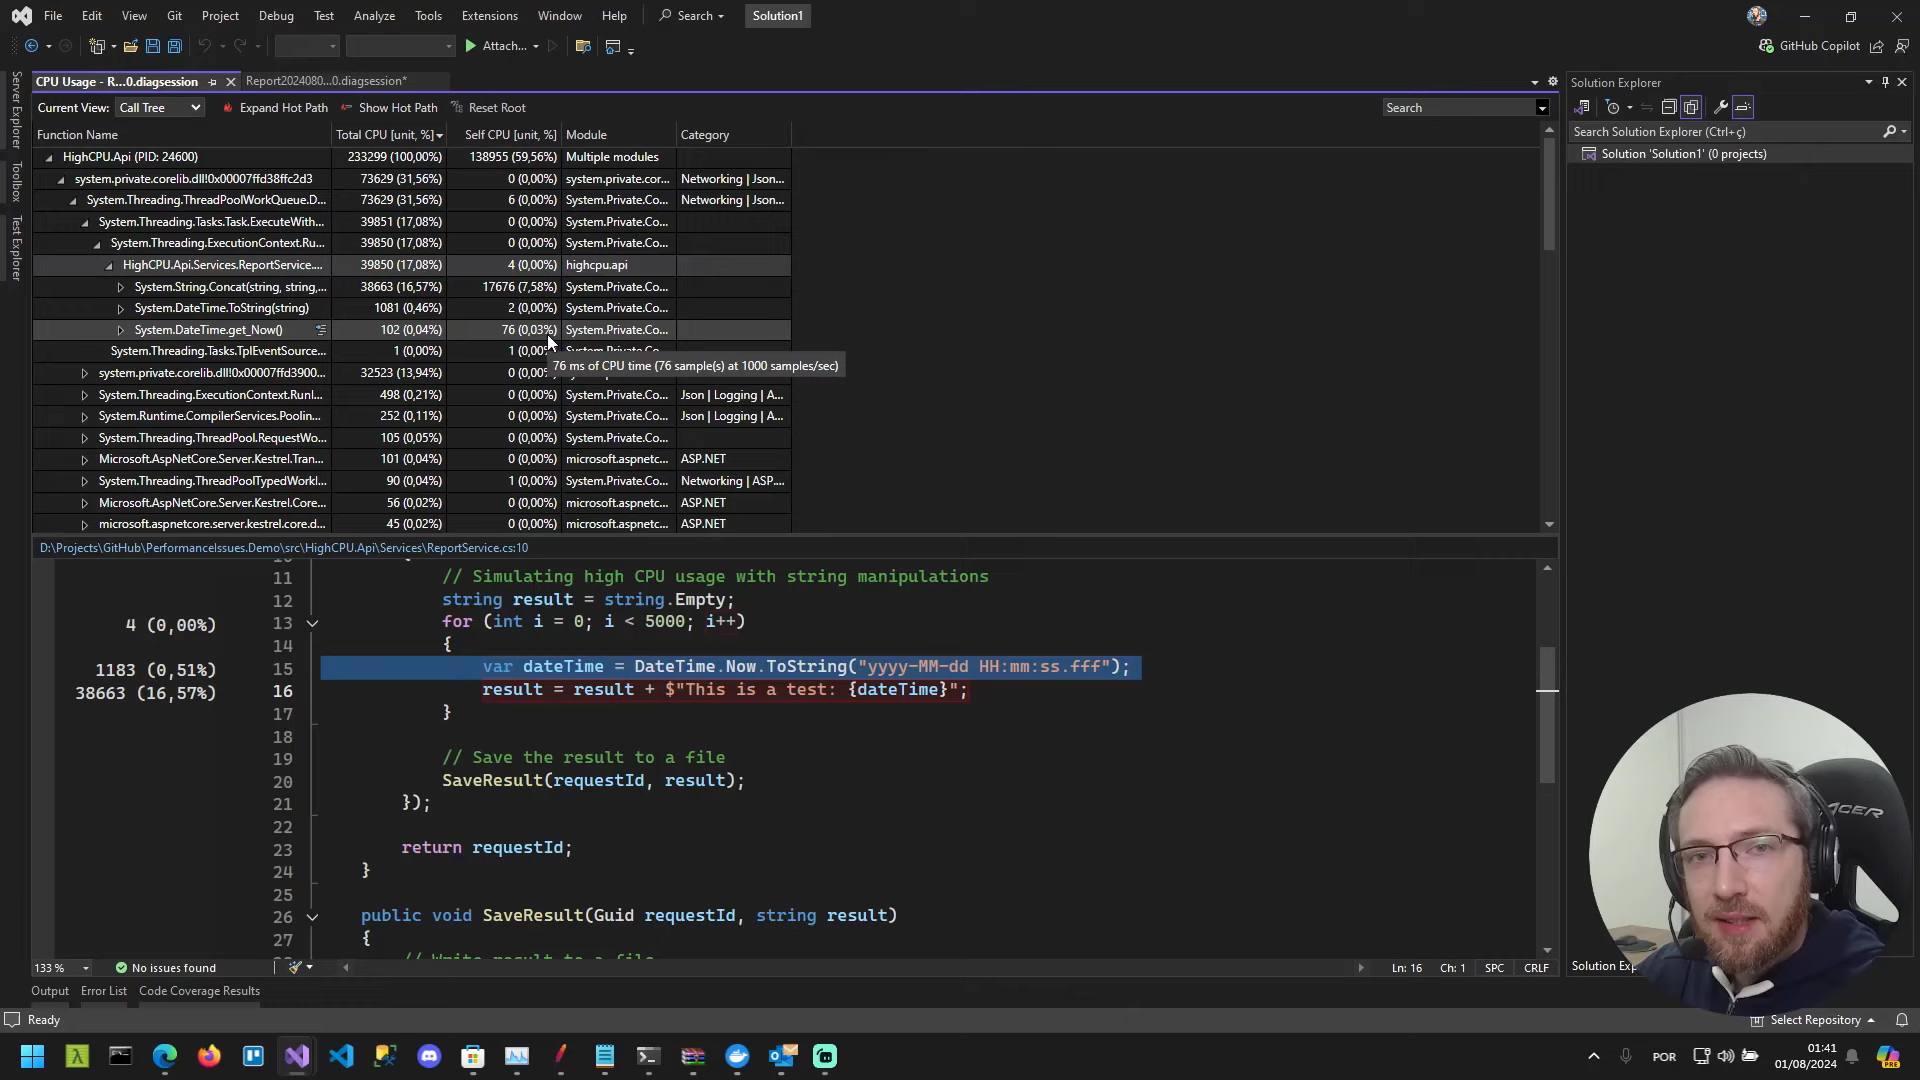 File Edit View Git Project Debug Test Analyze Tools Extensions Window Help Search Solution1
Attach... GitHub Copilot
CPU Usage - R...0.diagsession Report2024080...0.diagsession* Solution Explorer
Current View: Call Tree Expand Hot Path Show Hot Path Reset Root Search
Search Solution Explorer (Ctrl+ç)
Solution 'Solution1' (0 projects)
Server Explorer
Toolbox
Test Explorer
Function Name Total CPU [unit, %] Self CPU [unit, %] Module Category
HighCPU.Api (PID: 24600) 233299 (100,00%) 138955 (59,56%) Multiple modules
system.private.corelib.dll!0x00007ffd38ffc2d3 73629 (31,56%) 0 (0,00%) system.private.cor... Networking | Json...
System.Threading.ThreadPoolWorkQueue.D... 73629 (31,56%) 6 (0,00%) System.Private.Co... Networking | Json...
System.Threading.Tasks.Task.ExecuteWith... 39851 (17,08%) 0 (0,00%) System.Private.Co...
System.Threading.ExecutionContext.Ru... 39850 (17,08%) 0 (0,00%) System.Private.Co...
HighCPU.Api.Services.ReportService.... 39850 (17,08%) 4 (0,00%) highcpu.api
System.String.Concat(string, string,... 38663 (16,57%) 17676 (7,58%) System.Private.Co...
System.DateTime.ToString(string) 1081 (0,46%) 2 (0,00%) System.Private.Co...
System.DateTime.get_Now() 102 (0,04%) 76 (0,03%) System.Private.Co...
System.Threading.Tasks.TplEventSource... 1 (0,00%) 1 (0,00%
76 ms of CPU time (76 sample(s) at 1000 samples/sec)
system.private.corelib.dll!0x00007ffd3900... 32523 (13,94%) 0 (0,00
System.Threading.ExecutionContext.RunI... 498 (0,21%) 0 (0,00%) System.Private.Co... Json | Logging | A...
System.Runtime.CompilerServices.Poolin... 252 (0,11%) 0 (0,00%) System.Private.Co... Json | Logging | A...
System.Threading.ThreadPool.RequestWo... 105 (0,05%) 0 (0,00%) System.Private.Co...
Microsoft.AspNetCore.Server.Kestrel.Tran... 101 (0,04%) 0 (0,00%) microsoft.aspnetc... ASP.NET
System.Threading.ThreadPoolTypedWorkI... 90 (0,04%) 1 (0,00%) System.Private.Co... Networking | ASP....
Microsoft.AspNetCore.Server.Kestrel.Core... 56 (0,02%) 0 (0,00%) microsoft.aspnetc... ASP.NET
microsoft.aspnetcore.server.kestrel.core.d... 45 (0,02%) 0 (0,00%) microsoft.aspnetc... ASP.NET
D:\Projects\GitHub\PerformanceIssues.Demo\src\HighCPU.Api\Services\ReportService.cs:10
11 // Simulating high CPU usage with string manipulations
12 string result = string.Empty;
4 (0,00%) 13 for (int i = 0; i < 5000; i++)
14 {
1183 (0,51%) 15 var dateTime = DateTime.Now.ToString("yyyy-MM-dd HH:mm:ss.fff");
38663 (16,57%) 16 result = result + $"This is a test: {dateTime}";
17 }
18
19 // Save the result to a file
20 SaveResult(requestId, result);
21 });
22
23 return requestId;
24 }
25
26 public void SaveResult(Guid requestId, string result)
27 {
133 % No issues found Ln: 16 Ch: 1 SPC CRLF Solution Exp
Output Error List Code Coverage Results
Ready Select Repository
POR 01:41
01/08/2024
PRE
ACER